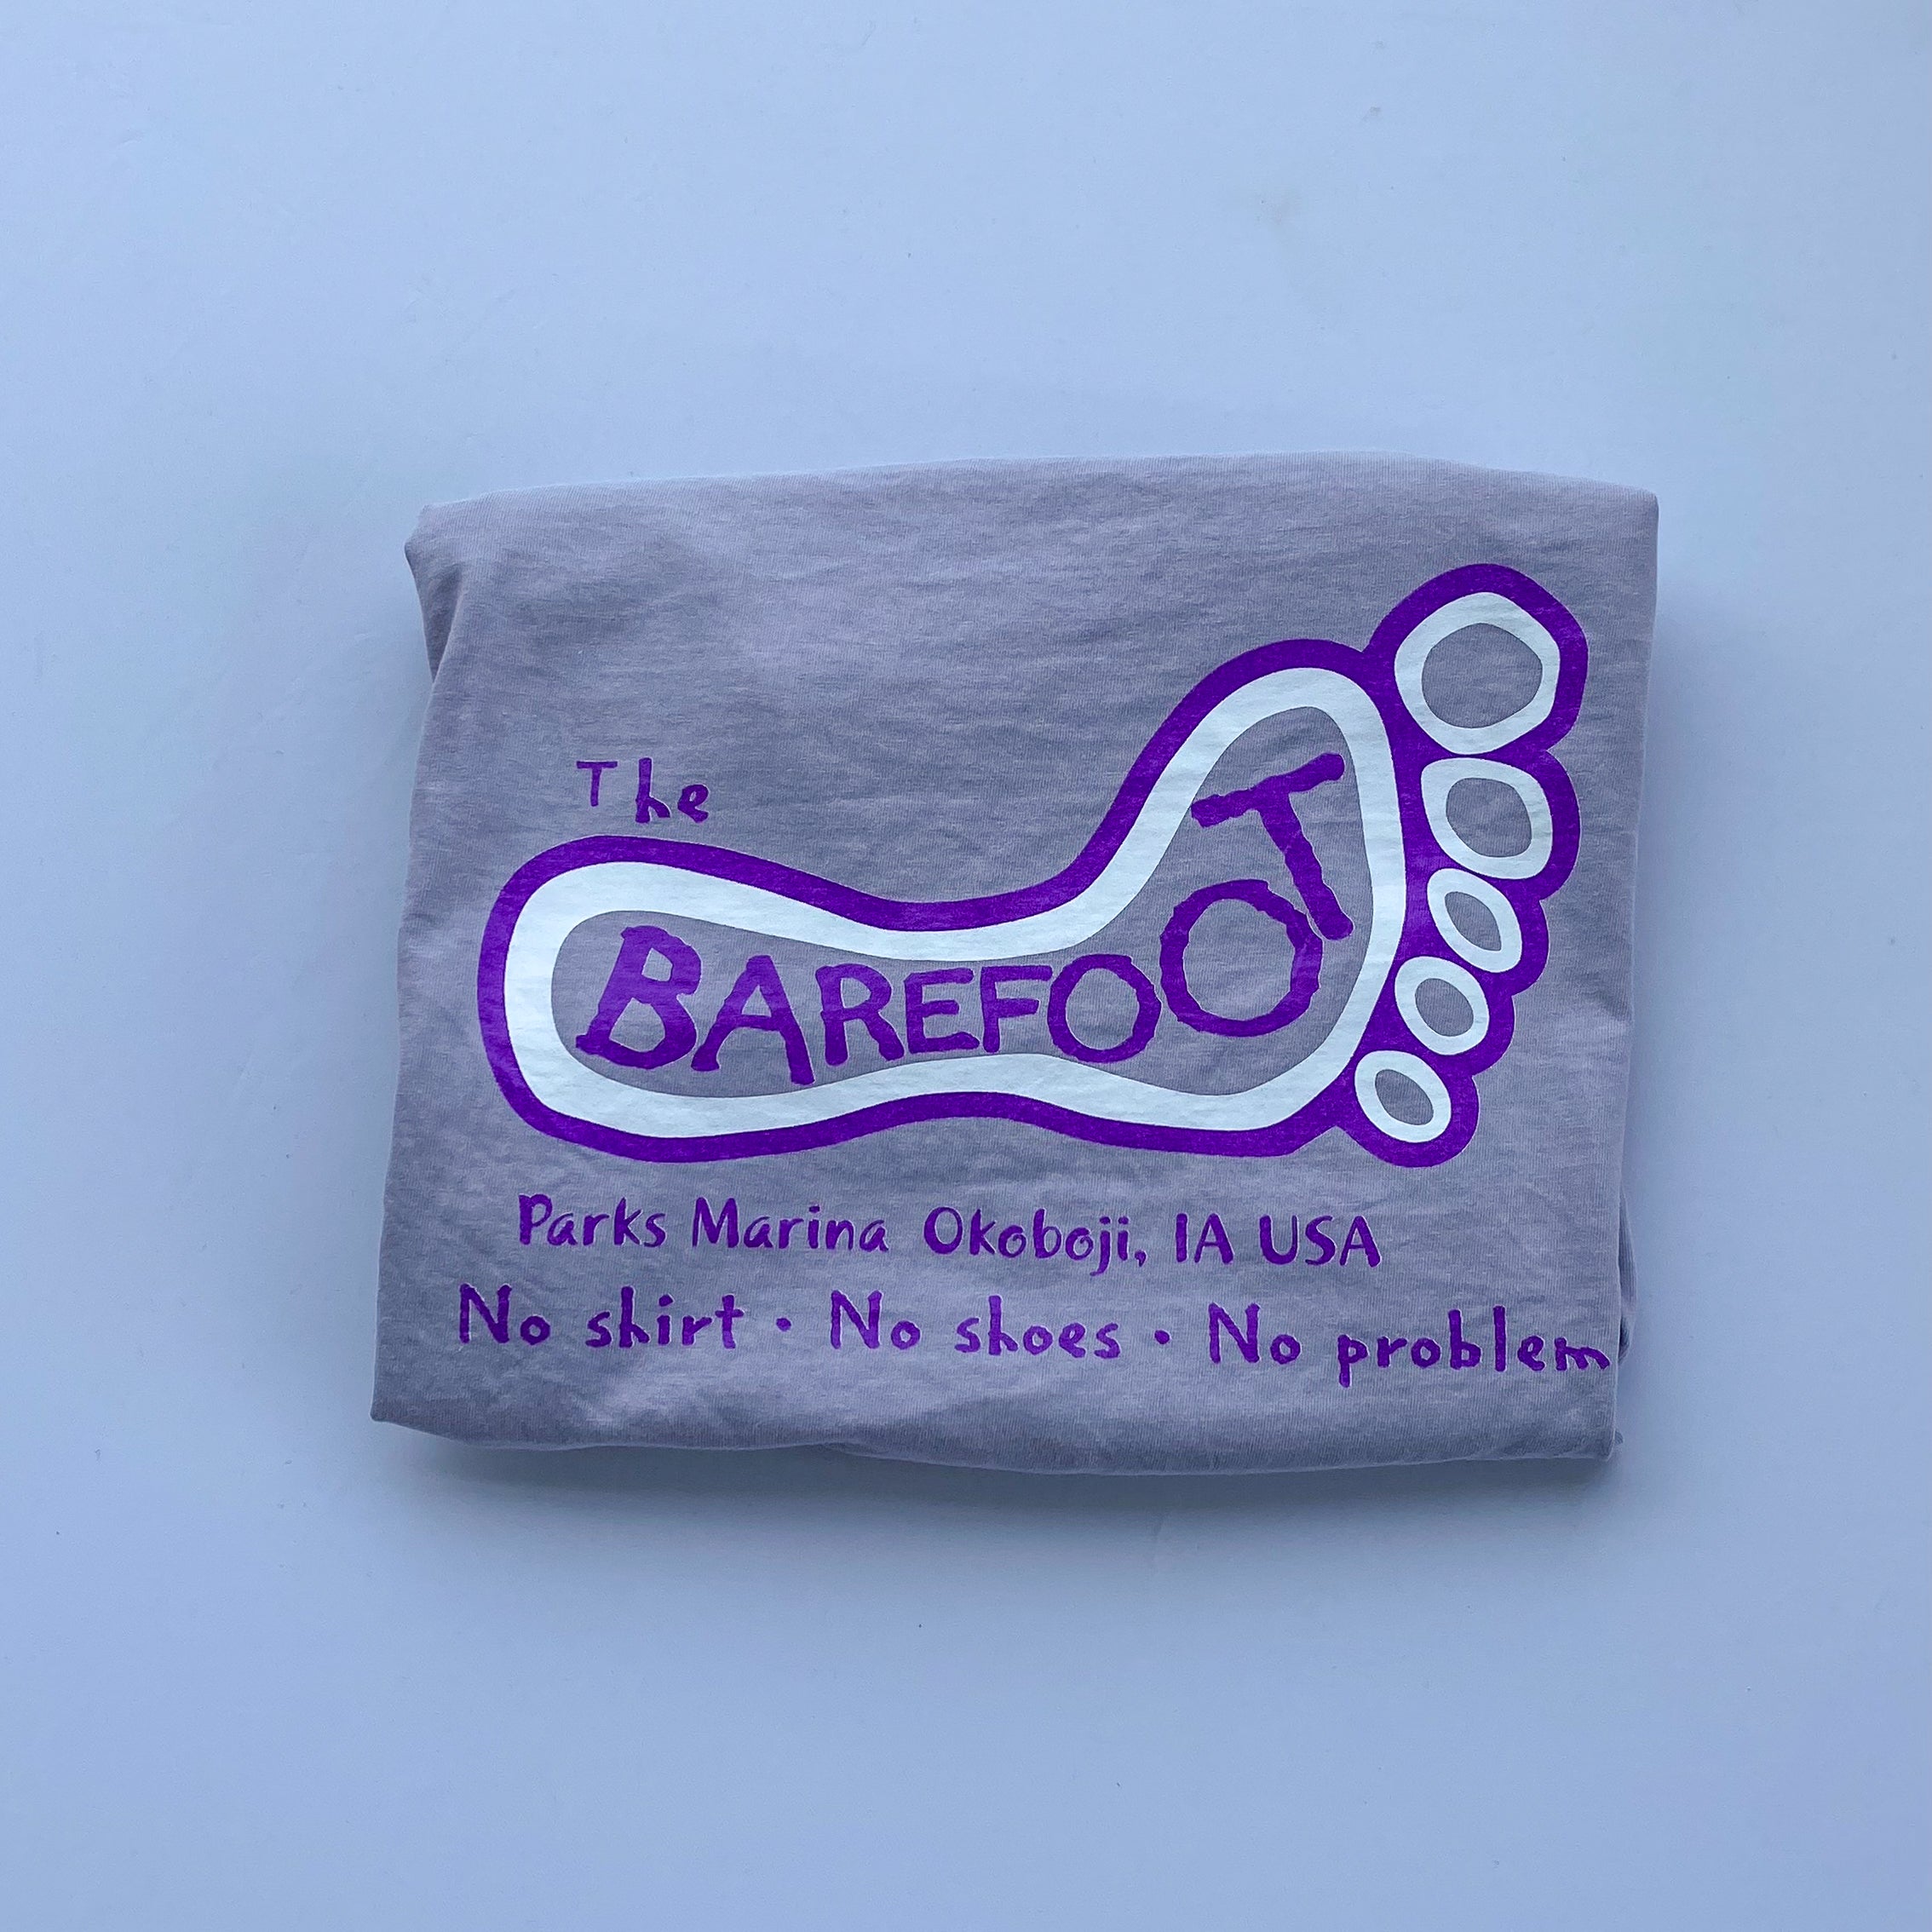 The
BAREFOOT
Parks Marina Okoboji, IA USA
No shirt • No shoes • No problem